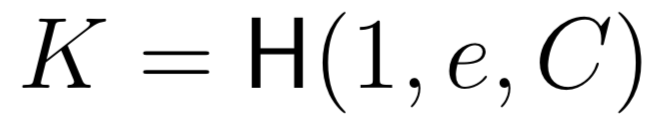 K = H(1, e, C)